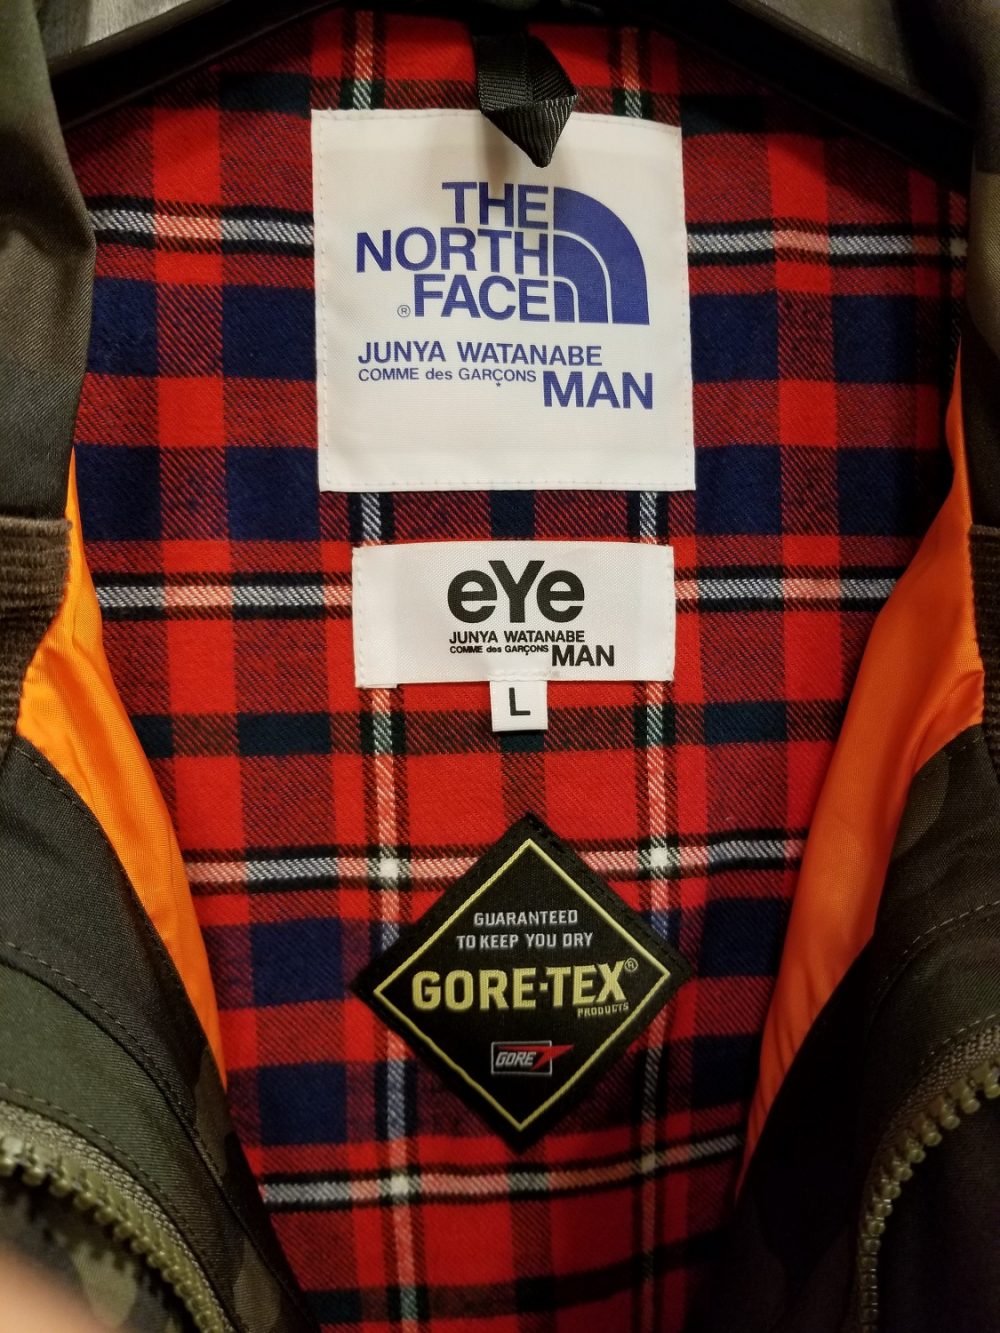 THE
NORTH
® FACE
JUNYA WATANABE
COMME des GARÇONS MAN
eYe
JUNYA WATANABE
COMME des GARÇONS MAN
L
GUARANTEED
TO KEEP YOU DRY
GORE-TEX®
PRODUCTS
GORE